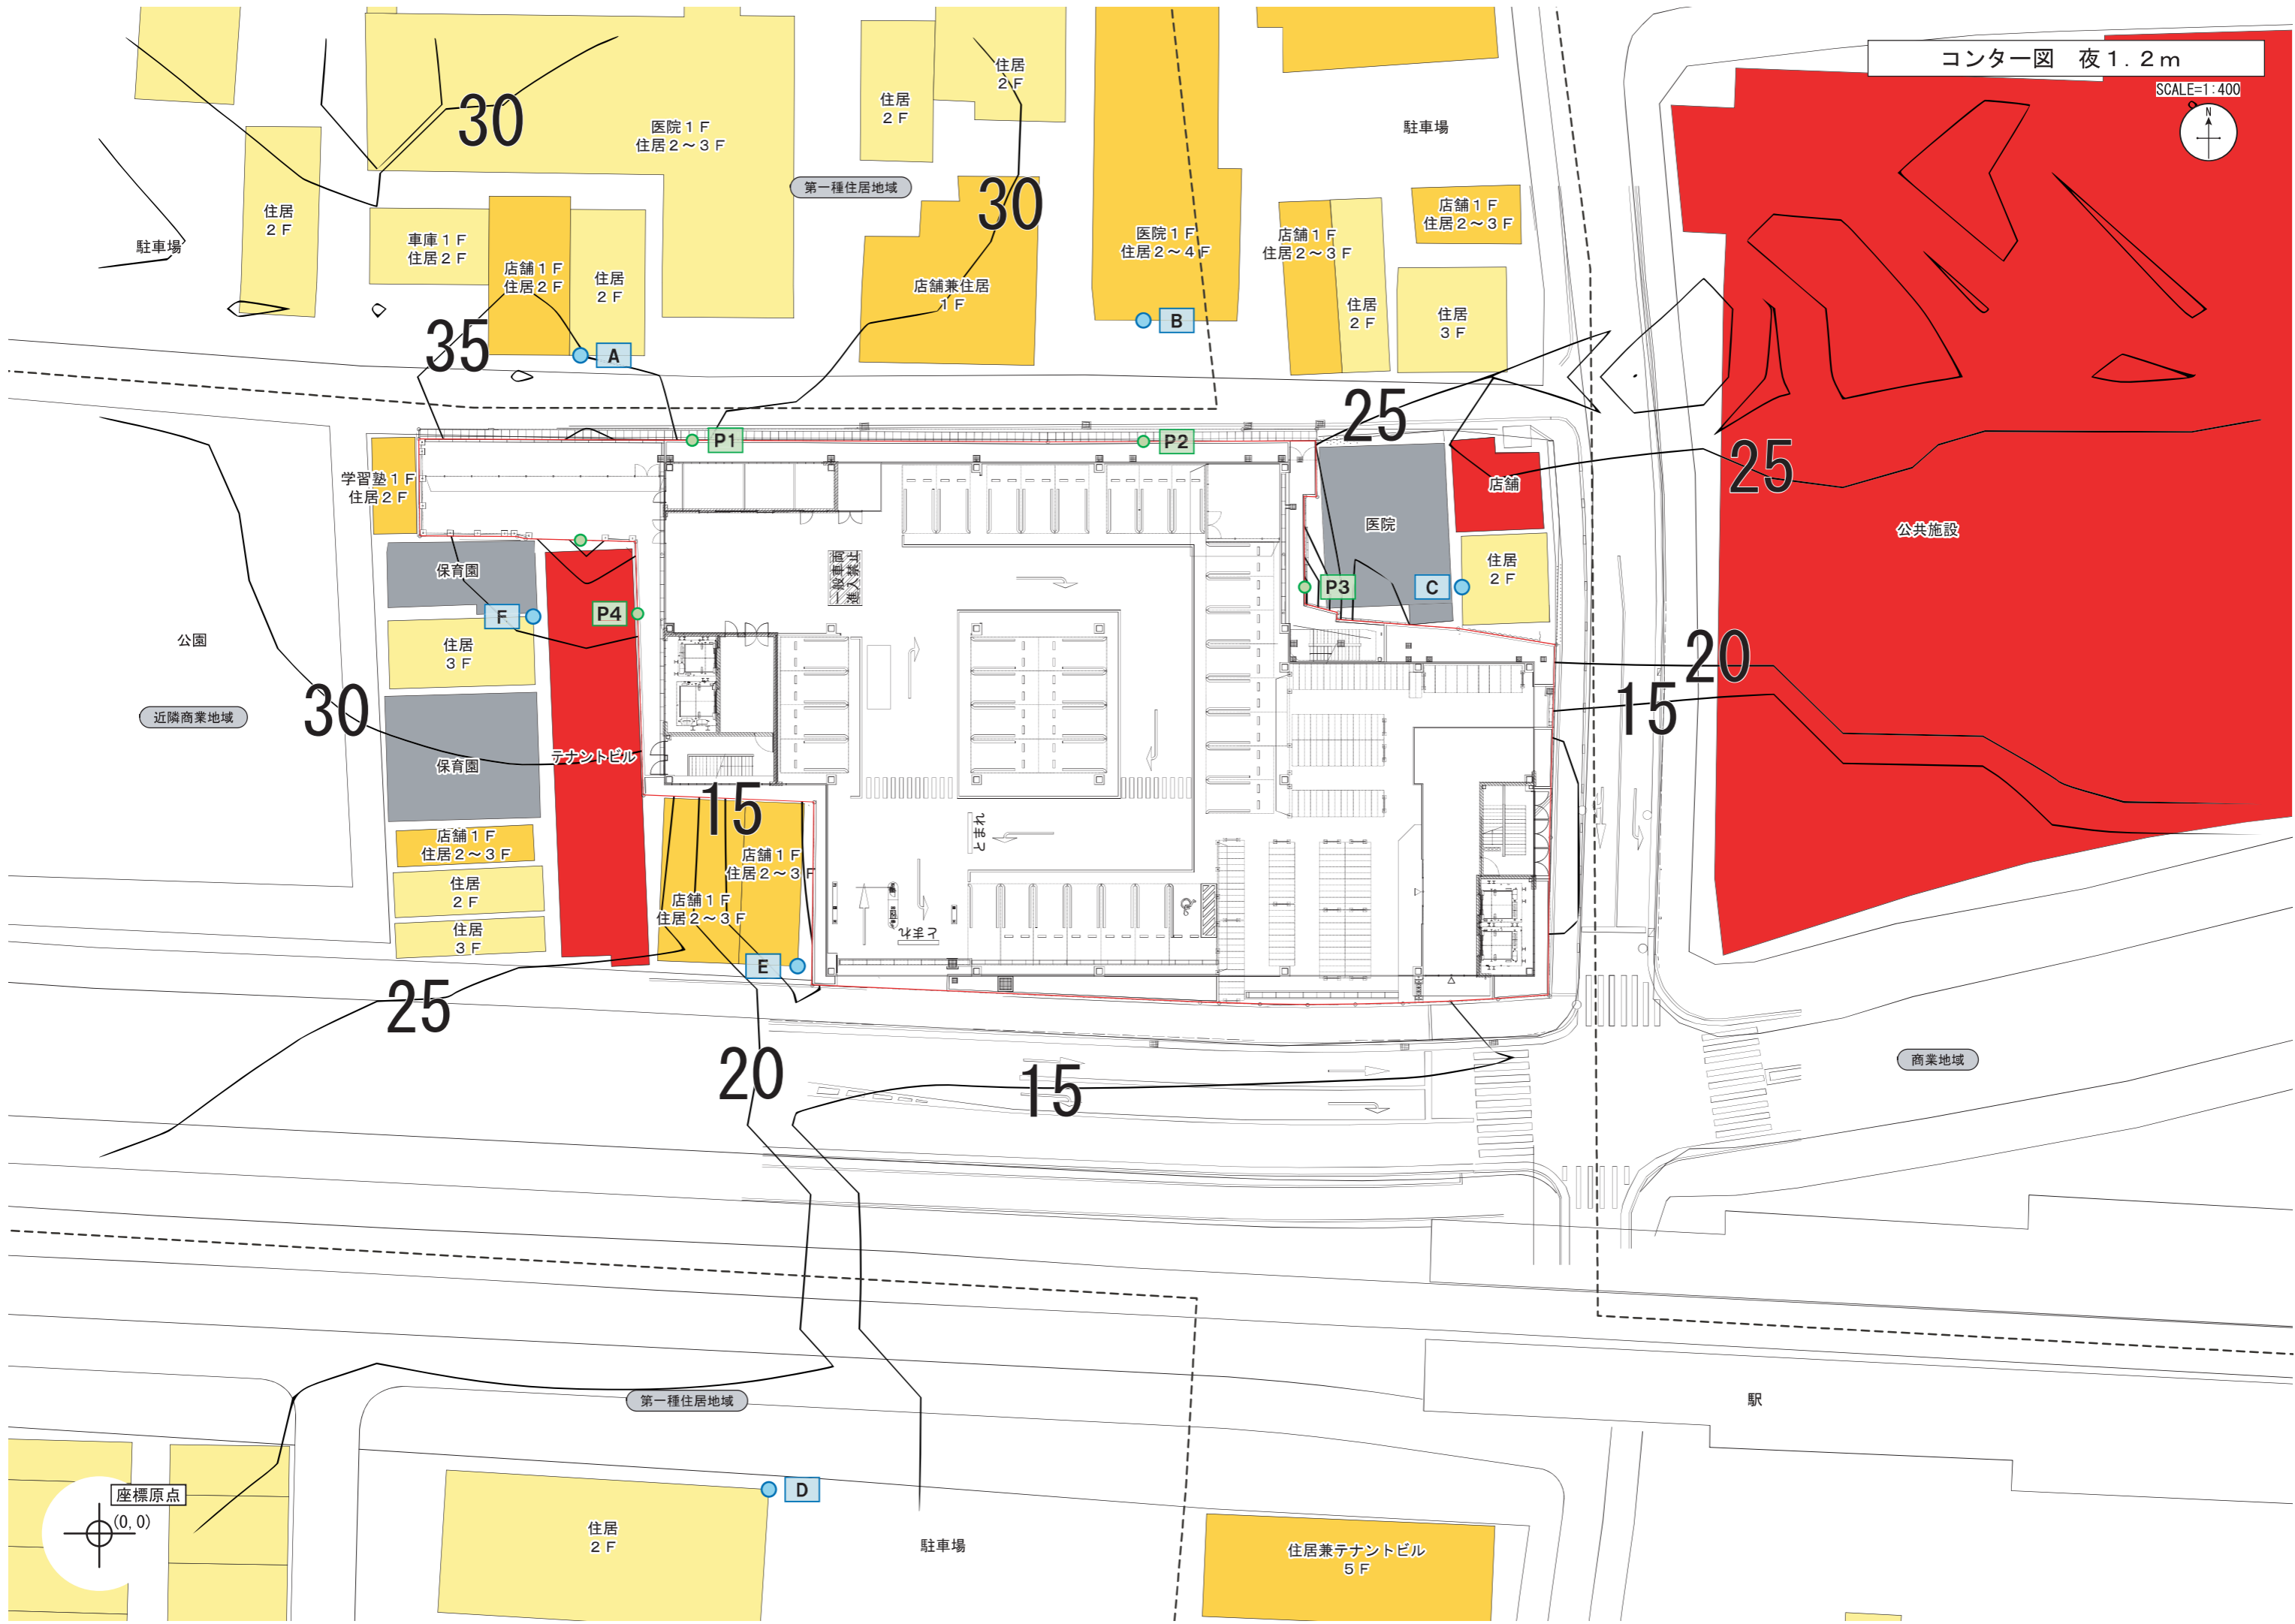 コンター図　夜１．２ｍ
SCALE=1:400
N
住居
２Ｆ
30
住居
２Ｆ
医院１Ｆ
住居２～３Ｆ
駐車場
第一種住居地域
30
住居
２Ｆ
駐車場
車庫１Ｆ
住居２Ｆ
店舗１Ｆ
住居２Ｆ
住居
２Ｆ
店舗兼住居
１Ｆ
医院１Ｆ
住居２～４Ｆ
店舗１Ｆ
住居２～３Ｆ
店舗１Ｆ
住居２～３Ｆ
住居
２Ｆ
住居
３Ｆ
35
A
B
25
P1
P2
25
学習塾１Ｆ
住居２Ｆ
店舗
医院
公共施設
保育園
一般車両
進入禁止
住居
２Ｆ
F
P4
P3
C
公園
住居
３Ｆ
20
近隣商業地域
30
15
保育園
テナントビル
15
とまれ
店舗１Ｆ
住居２～３Ｆ
店舗１Ｆ
住居２～３Ｆ
住居
２Ｆ
店舗１Ｆ
住居２～３Ｆ
住居
３Ｆ
とまれ
E
25
20
15
商業地域
第一種住居地域
駅
座標原点
(0,0)
D
住居
２Ｆ
駐車場
住居兼テナントビル
５Ｆ